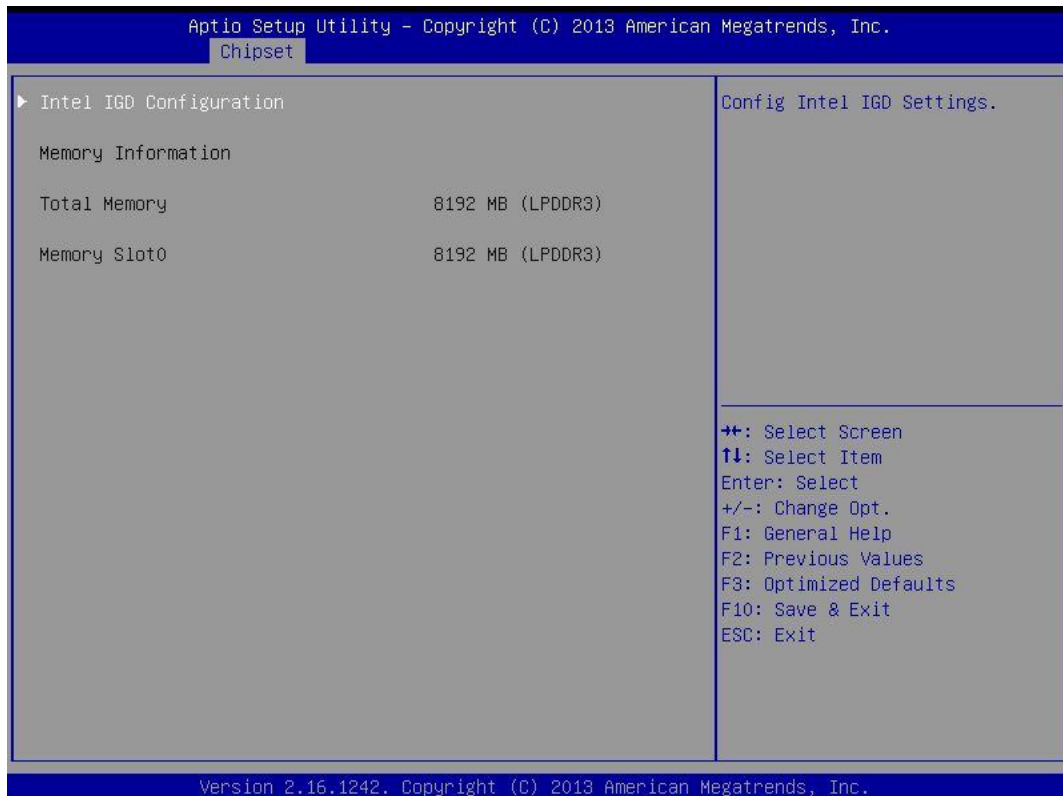 Aptio Setup Utility – Copyright (C) 2013 American Megatrends, Inc.
Chipset
▶ Intel IGD Configuration
Memory Information
Total Memory 8192 MB (LPDDR3)
Memory Slot0 8192 MB (LPDDR3)
Config Intel IGD Settings.
→←: Select Screen
↑↓: Select Item
Enter: Select
+/-: Change Opt.
F1: General Help
F2: Previous Values
F3: Optimized Defaults
F10: Save & Exit
ESC: Exit
Version 2.16.1242. Copyright (C) 2013 American Megatrends, Inc.